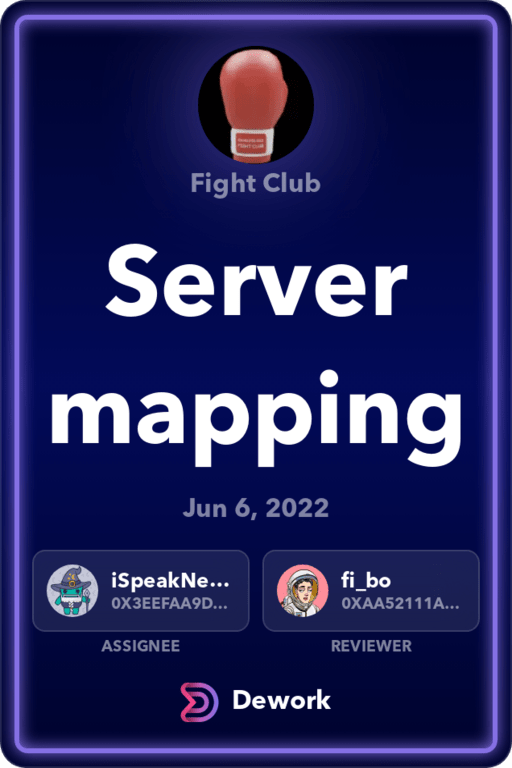 Fight Club
Server
mapping
Jun 6, 2022
iSpeakNe...
0X3EEFAA9D...
fi_bo
0XAA52111A...
ASSIGNEE
REVIEWER
Dework